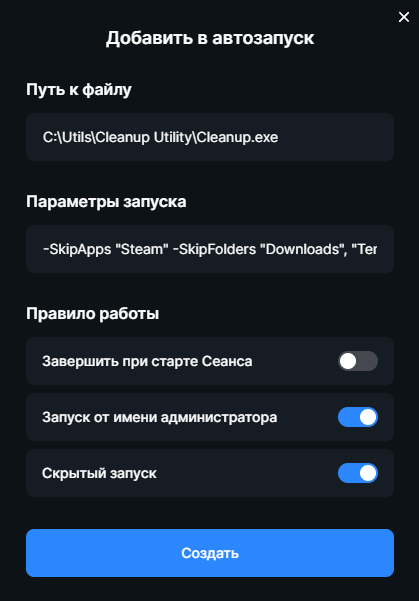 Добавить в автозапуск
Путь к файлу
C:\Utils\Cleanup Utility\Cleanup.exe
Параметры запуска
-SkipApps "Steam" -SkipFolders "Downloads", "Ter
Правило работы
Завершить при старте Сеанса
Запуск от имени администратора
Скрытый запуск
Создать